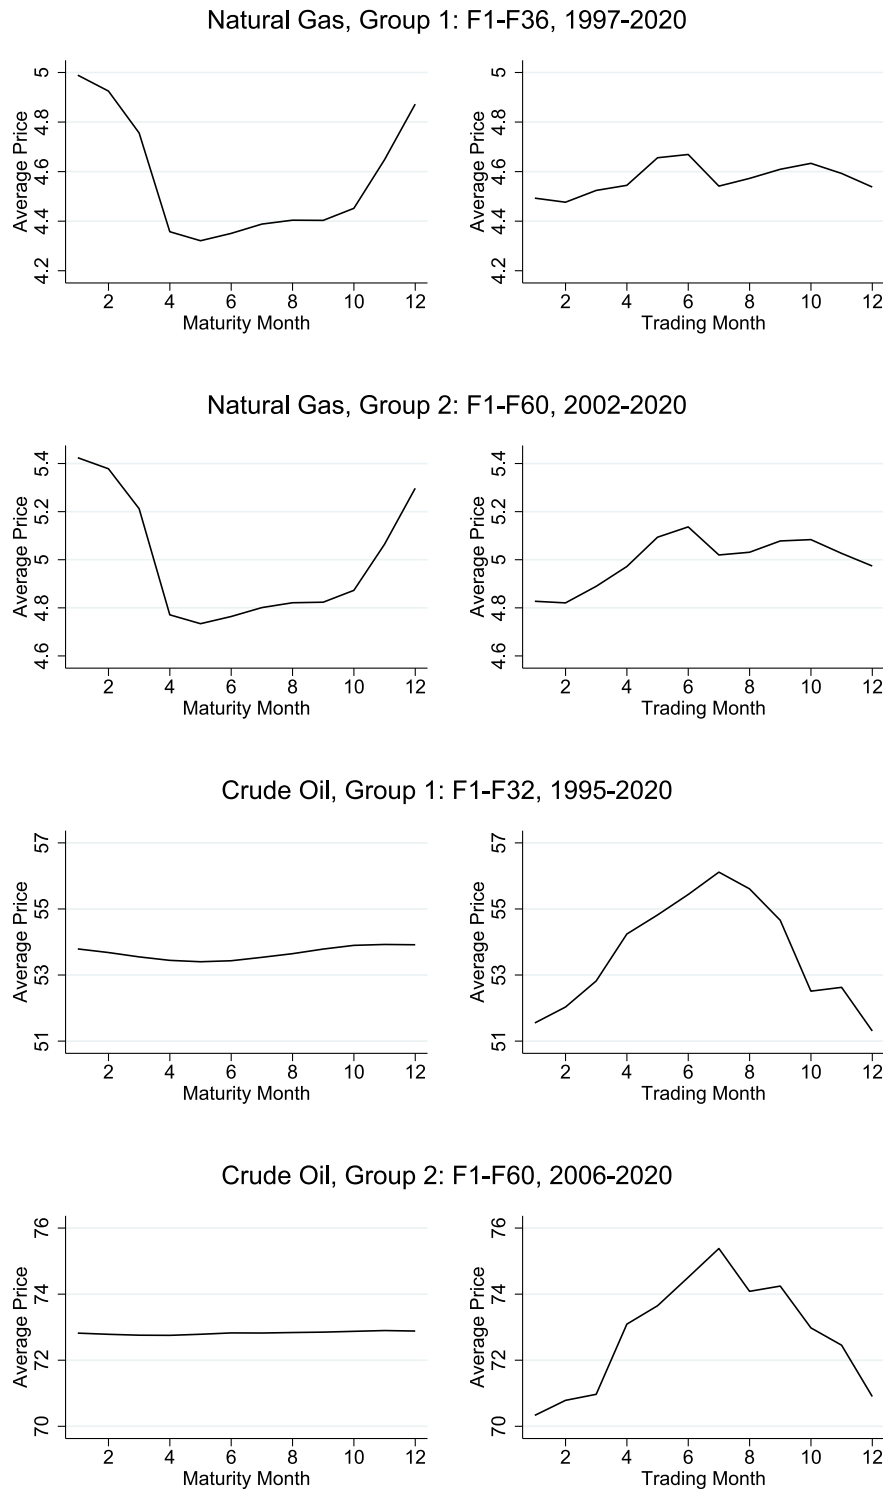 Natural Gas, Group 1: F1-F36, 1997-2020
Average Price
5
4.8
4.6
4.4
4.2
2 4 6 8 10 12
Maturity Month
Average Price
5
4.8
4.6
4.4
4.2
2 4 6 8 10 12
Trading Month
Natural Gas, Group 2: F1-F60, 2002-2020
Average Price
5.4
5.2
5
4.8
4.6
2 4 6 8 10 12
Maturity Month
Average Price
5.4
5.2
5
4.8
4.6
2 4 6 8 10 12
Trading Month
Crude Oil, Group 1: F1-F32, 1995-2020
Average Price
57
55
53
51
2 4 6 8 10 12
Maturity Month
Average Price
57
55
53
51
2 4 6 8 10 12
Trading Month
Crude Oil, Group 2: F1-F60, 2006-2020
Average Price
76
74
72
70
2 4 6 8 10 12
Maturity Month
Average Price
76
74
72
70
2 4 6 8 10 12
Trading Month